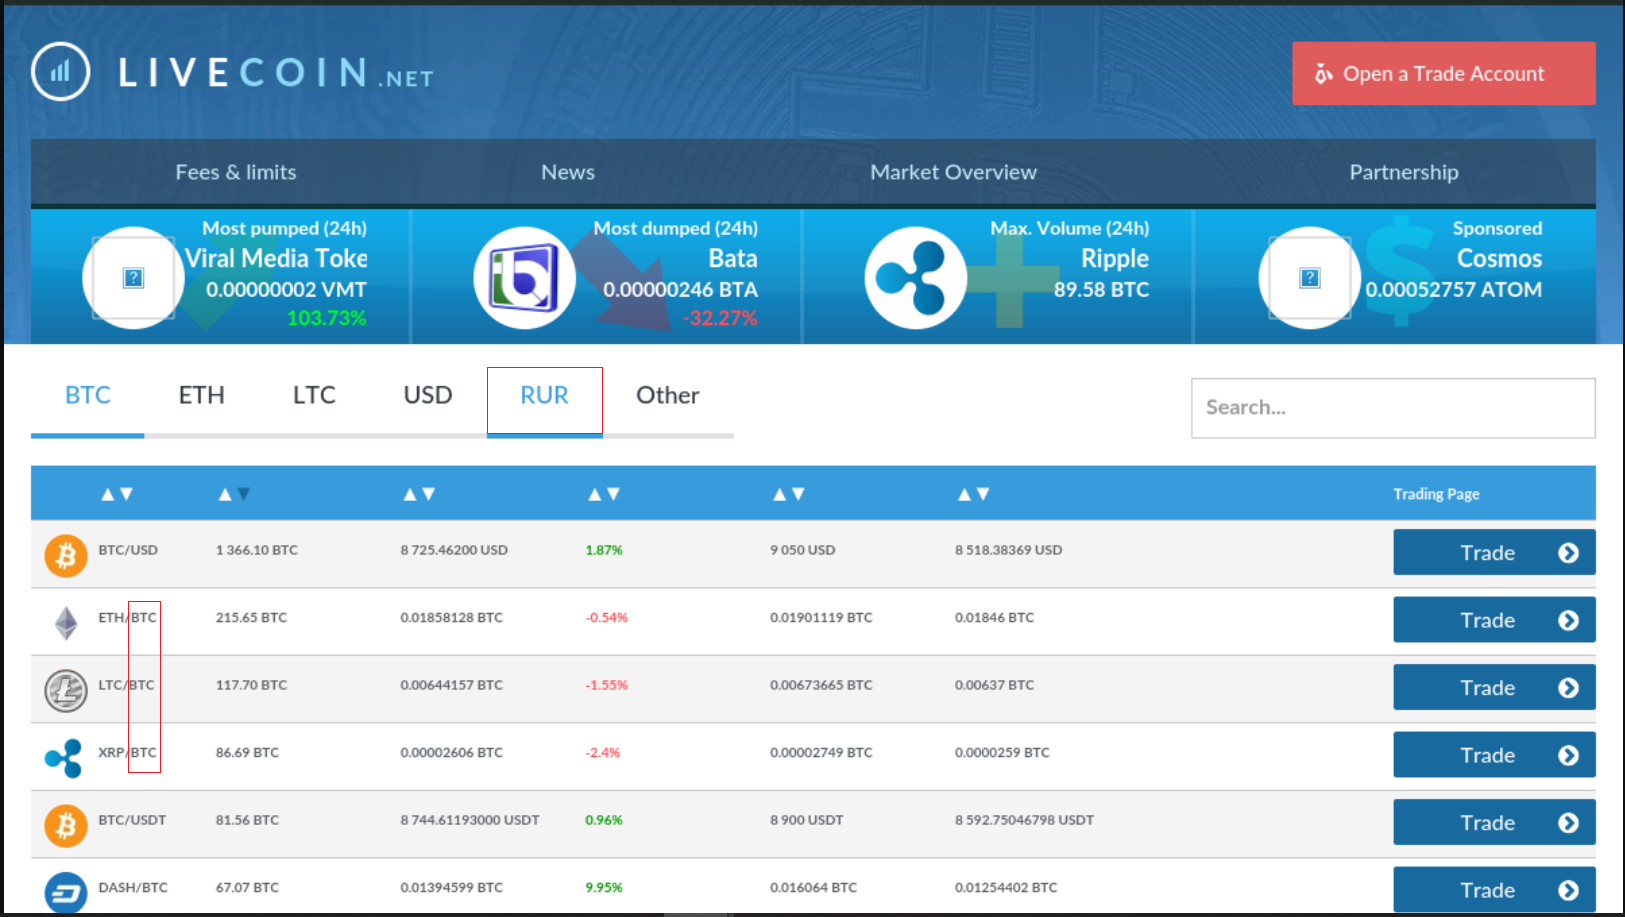 LIVECOIN.NET
Open a Trade Account
Fees & limits News Market Overview Partnership
Most pumped (24h)
Viral Media Toke
0.00000002 VMT
103.73%
Most dumped (24h)
Bata
0.00000246 BTA
-32.27%
Max. Volume (24h)
Ripple
89.58 BTC
Sponsored
Cosmos
0.00052757 ATOM
BTC ETH LTC USD RUR Other
Search...
Trading Page
BTC/USD 1 366.10 BTC 8 725.46200 USD 1.87% 9 050 USD 8 518.38369 USD Trade
ETH/BTC 215.65 BTC 0.01858128 BTC -0.54% 0.01901119 BTC 0.01846 BTC Trade
LTC/BTC 117.70 BTC 0.00644157 BTC -1.55% 0.00673665 BTC 0.00637 BTC Trade
XRP/BTC 86.69 BTC 0.00002606 BTC -2.4% 0.00002749 BTC 0.0000259 BTC Trade
BTC/USDT 81.56 BTC 8 744.61193000 USDT 0.96% 8 900 USDT 8 592.75046798 USDT Trade
DASH/BTC 67.07 BTC 0.01394599 BTC 9.95% 0.016064 BTC 0.01254402 BTC Trade